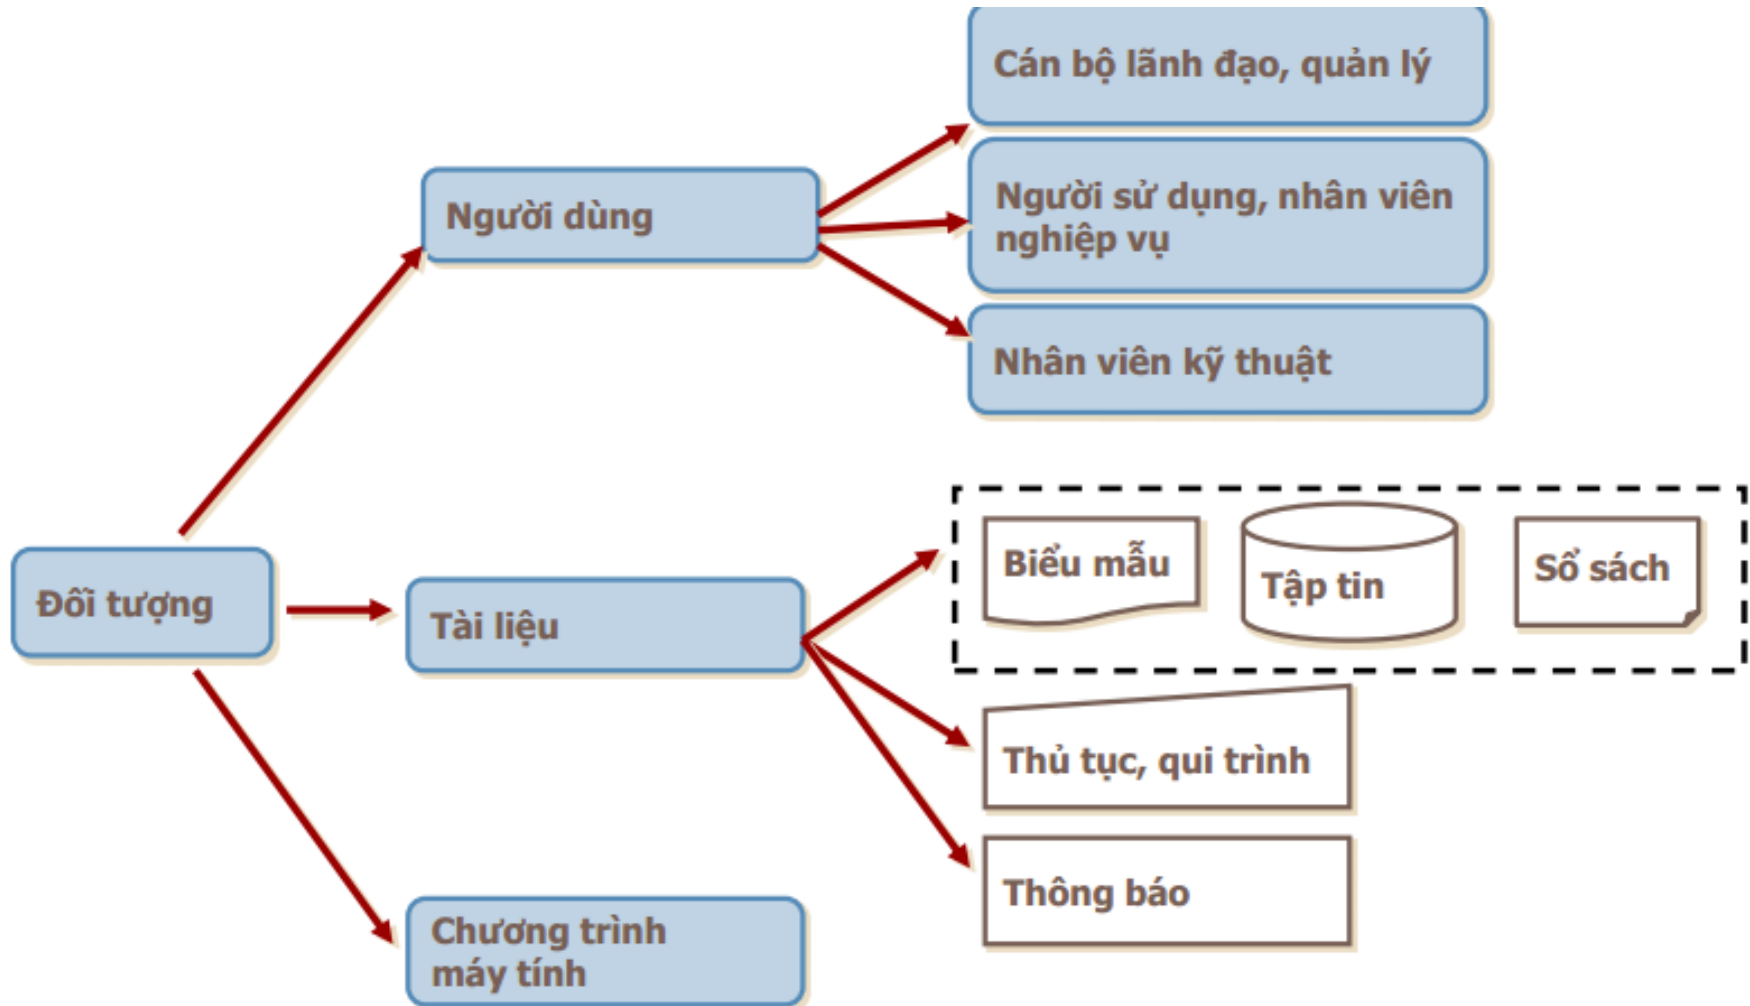 Cán bộ lãnh đạo, quản lý
Người dùng
Người sử dụng, nhân viên
nghiệp vụ
Nhân viên kỹ thuật
Đối tượng
Tài liệu
Biểu mẫu
Tập tin
Sổ sách
Thủ tục, qui trình
Thông báo
Chương trình
máy tính